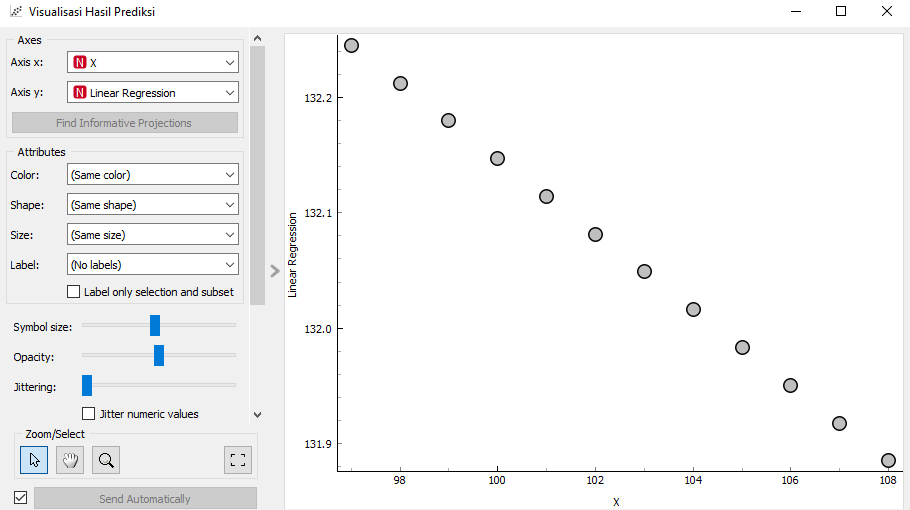 Visualisasi Hasil Prediksi
Axes
Axis x: N X
Axis y: N Linear Regression
Find Informative Projections
Attributes
Color: (Same color)
Shape: (Same shape)
Size: (Same size)
Label: (No labels)
Label only selection and subset
Symbol size:
Opacity:
Jittering:
Jitter numeric values
Zoom/Select
Send Automatically
Linear Regression
132.2
132.1
132.0
131.9
98 100 102 104 106 108
X